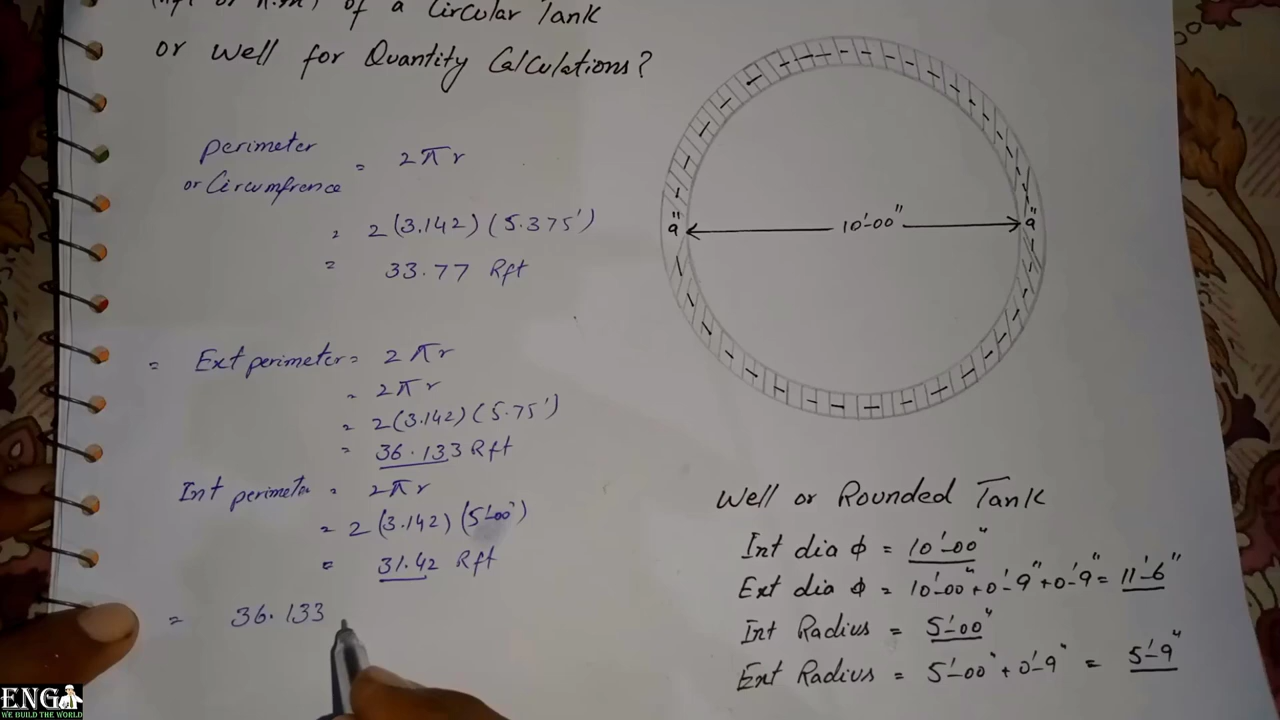 of a Circular Tank
or Well for Quantity Calculations?
perimeter
or Circumfrence = 2πr
= 2(3.142)(5.375')
= 33.77 Rft
= Ext perimeter = 2πr
= 2πr
= 2(3.142)(5.75')
= 36.133 Rft
Int perimeter = 2πr
= 2(3.142)(5'-00")
= 31.42 Rft
= 36.133
9" 10'-00" 9"
Well or Rounded Tank
Int dia ϕ = 10'-00"
Ext dia ϕ = 10'-00"+0'-9"+0'-9" = 11'-6"
Int Radius = 5'-00"
Ext Radius = 5'-00" + 0'-9" = 5'-9"
ENG
WE BUILD THE WORLD